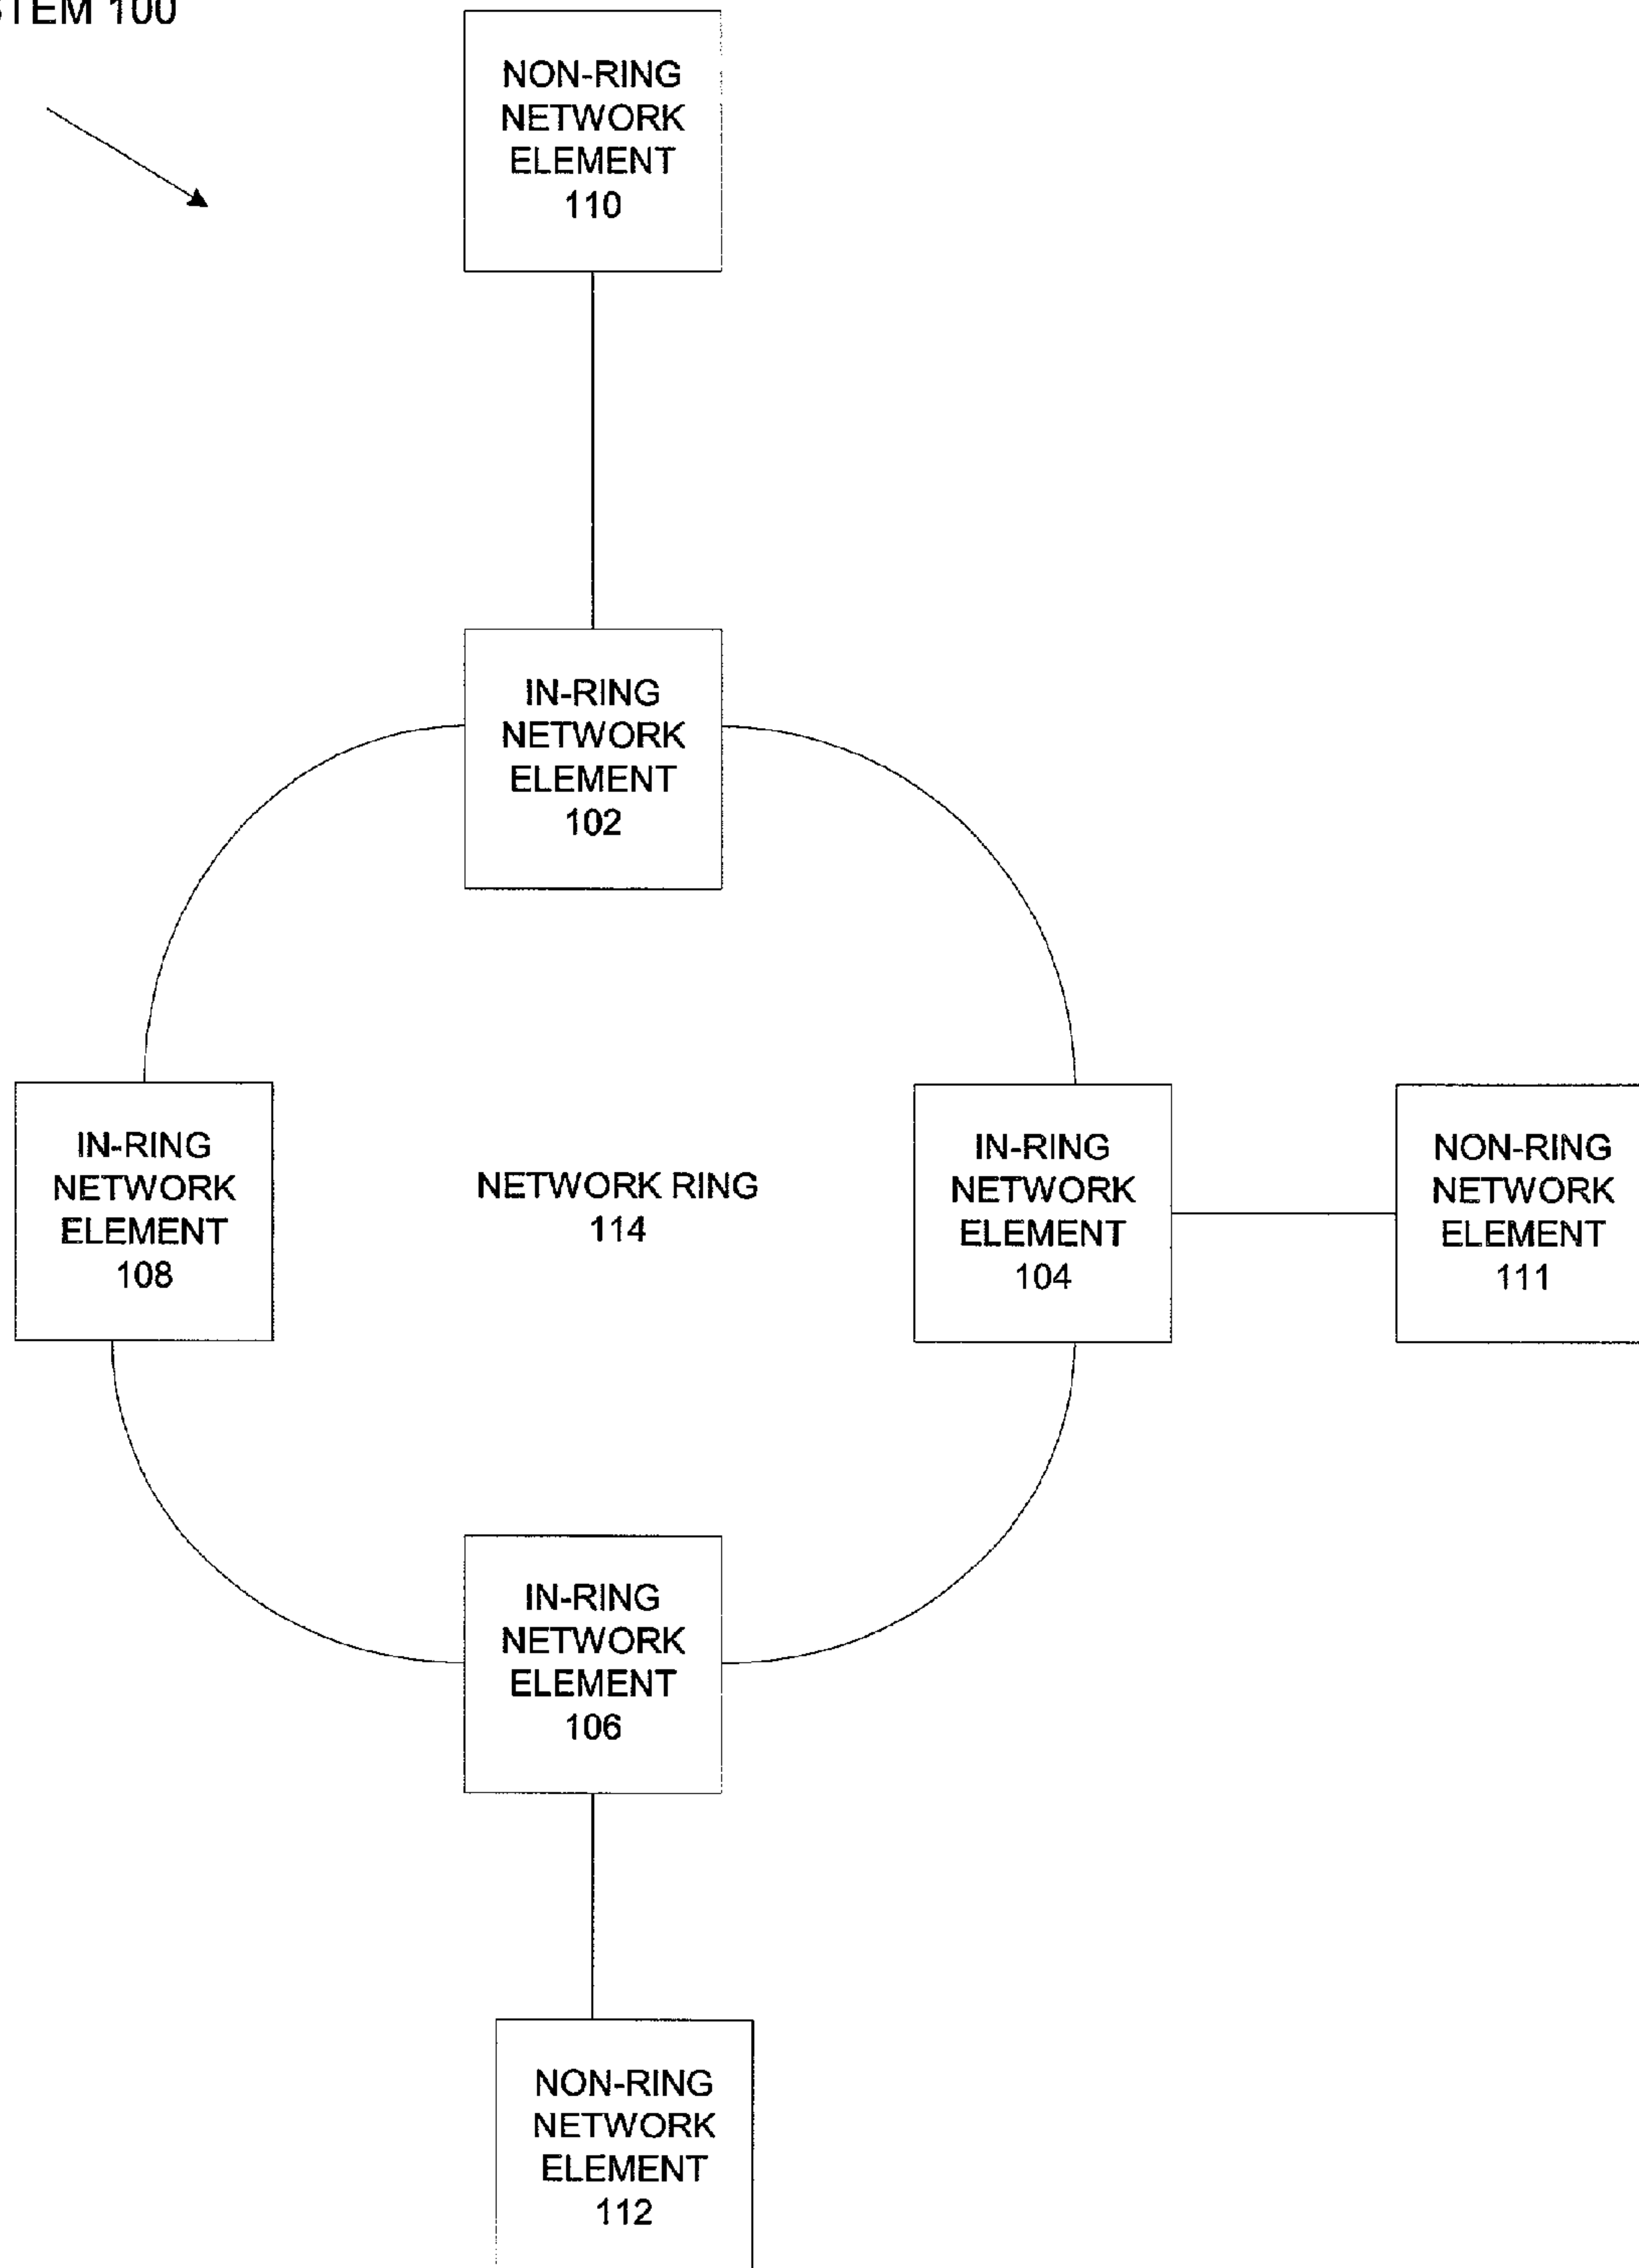 100
NON-RING
NETWORK
ELEMENT
110
IN-RING
NETWORK
ELEMENT
102
IN-RING
NETWORK
ELEMENT
108
NETWORK RING
114
IN-RING
NETWORK
ELEMENT
104
NON-RING
NETWORK
ELEMENT
111
IN-RING
NETWORK
ELEMENT
106
NON-RING
NETWORK
ELEMENT
112